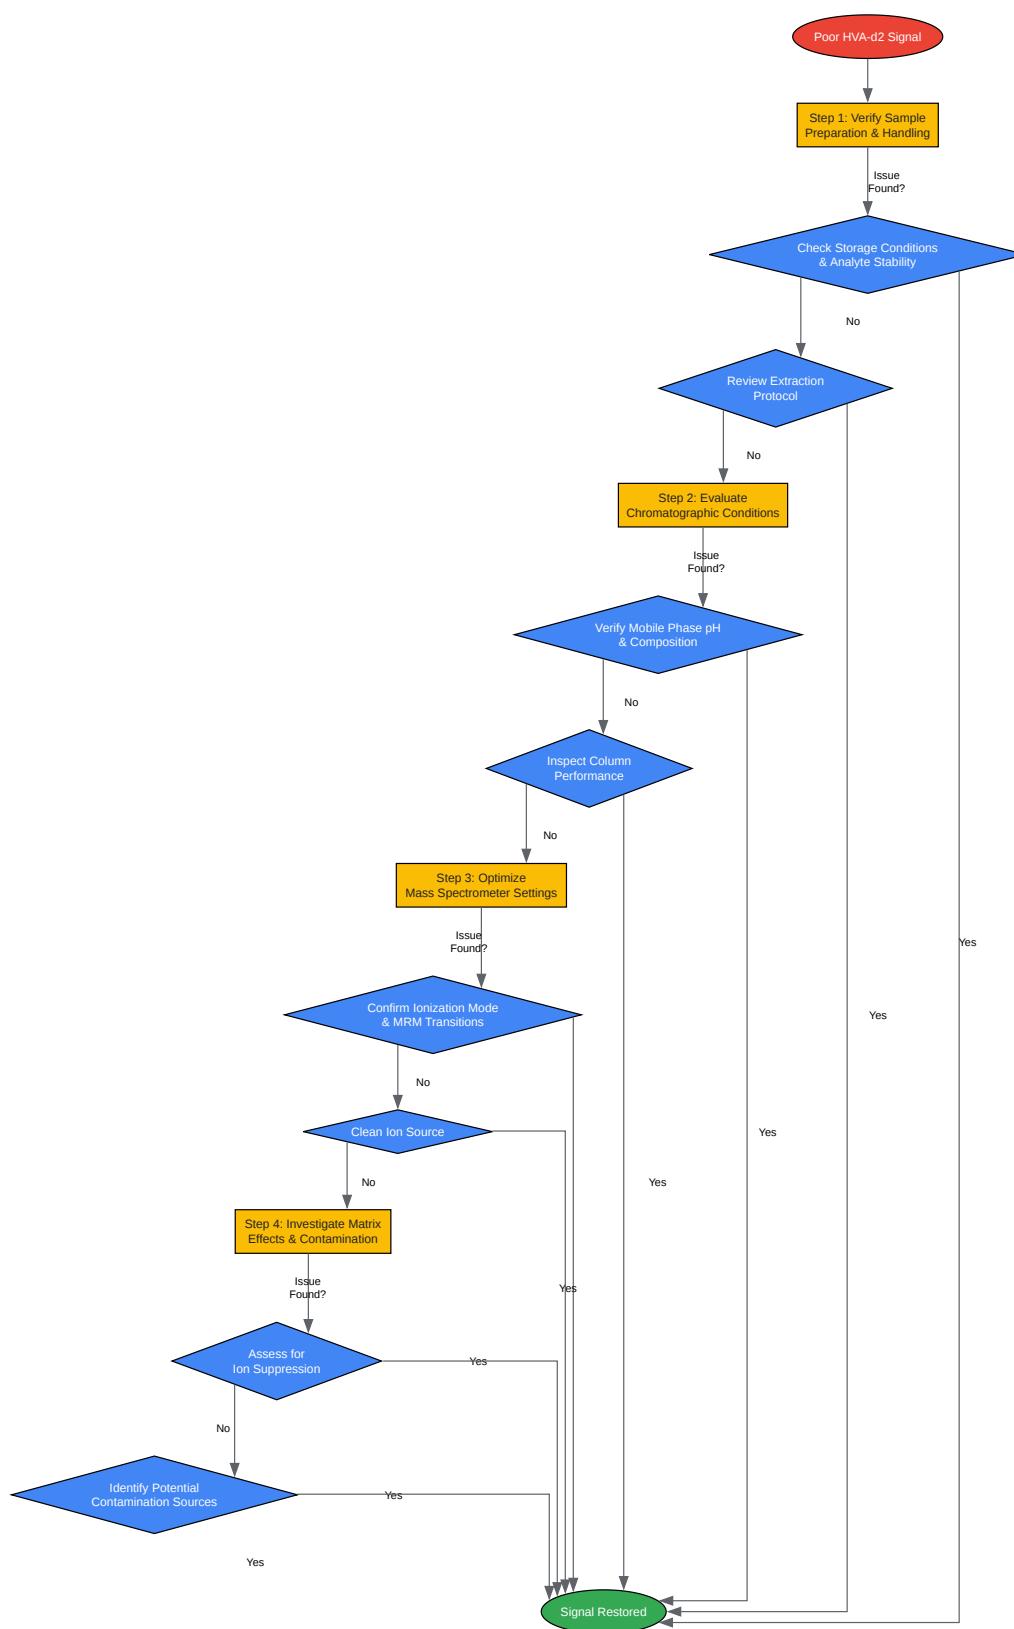 Poor HVA-d2 Signal
Step 1: Verify Sample
Preparation & Handling
Issue
Found?
Check Storage Conditions
& Analyte Stability
No
Review Extraction
Protocol
No
Step 2: Evaluate
Chromatographic Conditions
Issue
Found?
Verify Mobile Phase pH
& Composition
No
Inspect Column
Performance
No
Step 3: Optimize
Mass Spectrometer Settings
Issue
Found?
Yes
Confirm Ionization Mode
& MRM Transitions
Yes
No
Clean Ion Source
Yes
No
Yes
Step 4: Investigate Matrix
Effects & Contamination
Issue
Found?
Yes
Assess for
Ion Suppression
Yes
No
Identify Potential
Contamination Sources
Yes
Yes
Signal Restored